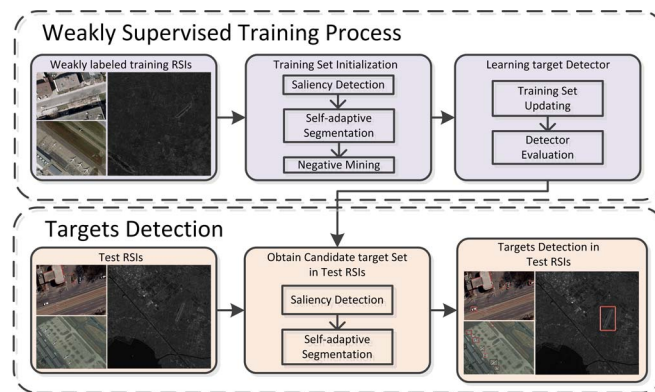 Weakly Supervised Training Process
Weakly labeled training RSIs
Training Set Initialization
Saliency Detection
Self-adaptive
Segmentation
Negative Mining
Learning target Detector
Training Set
Updating
Detector
Evaluation
Targets Detection
Test RSIs
Obtain Candidate target Set
in Test RSIs
Saliency Detection
Self-adaptive
Segmentation
Targets Detection in
Test RSIs